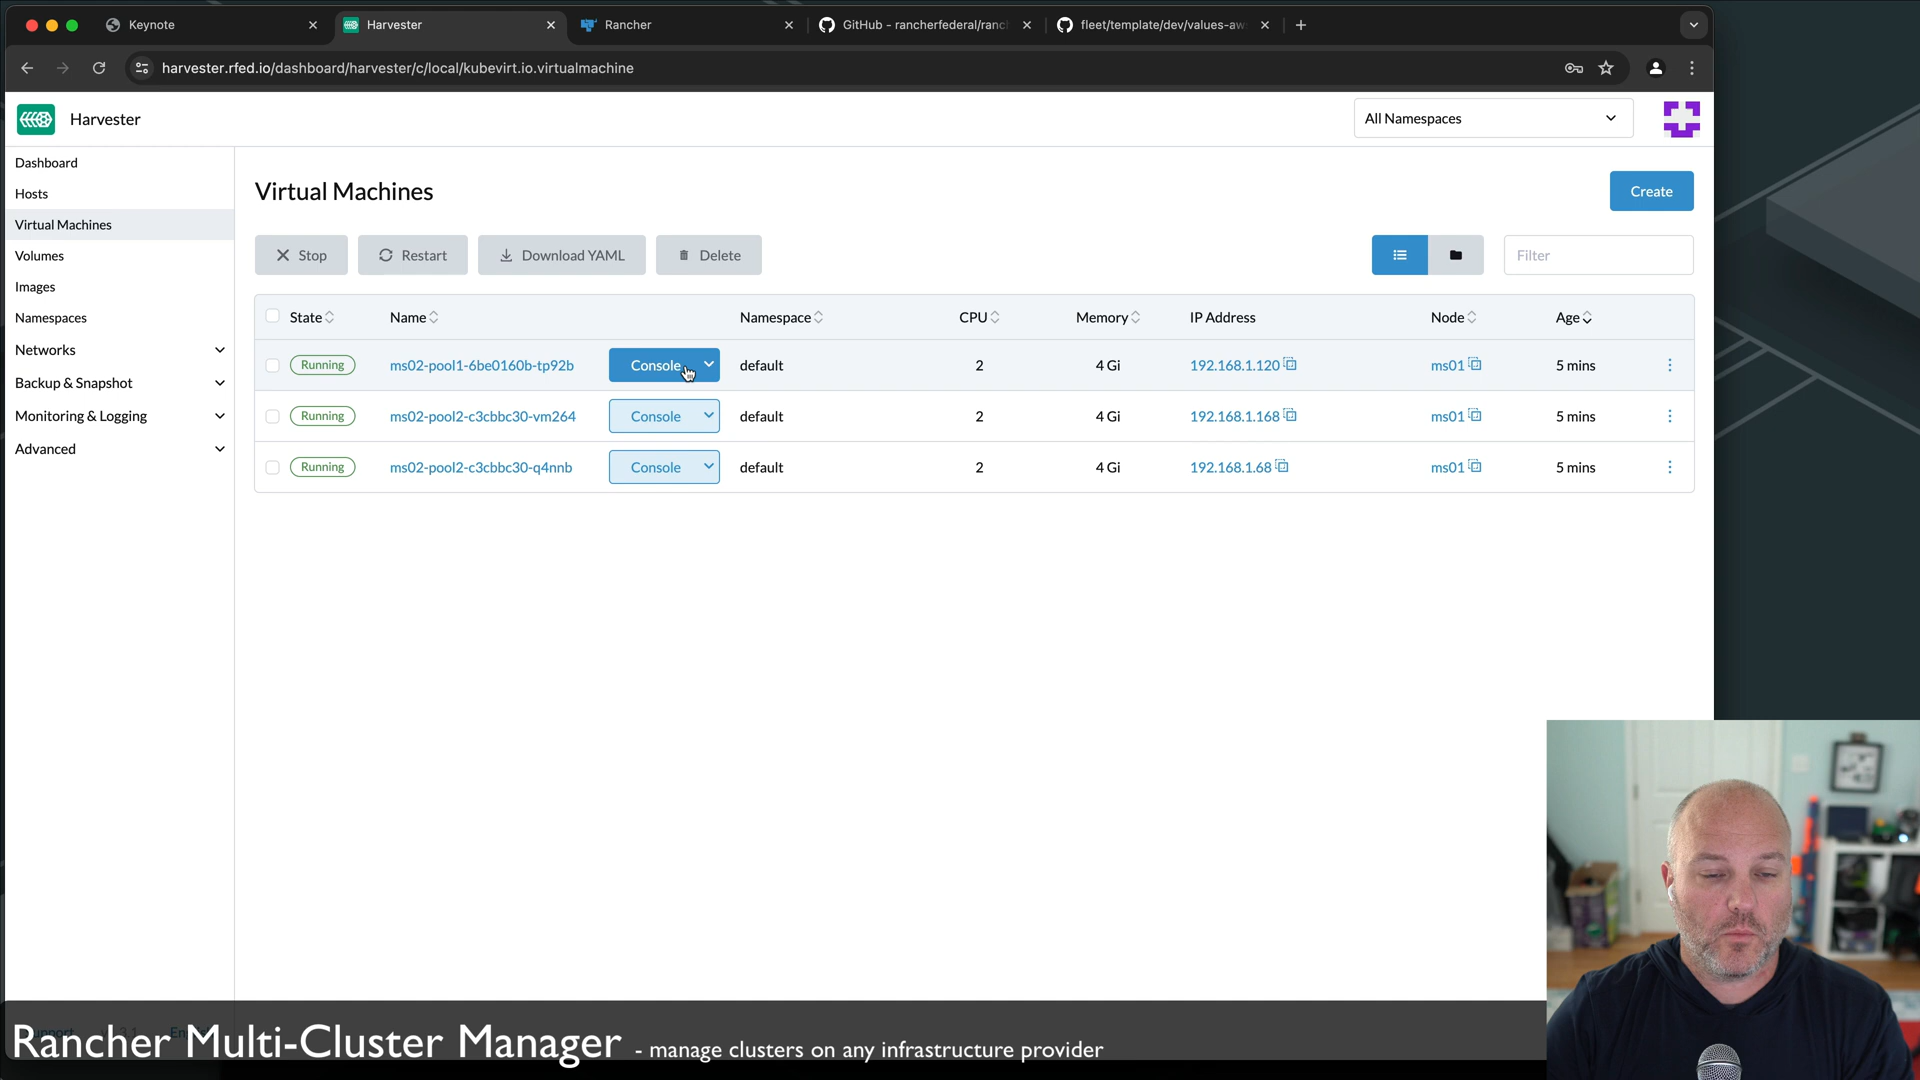 Keynote
Harvester
Rancher
GitHub - rancherfederal/ranc
fleet/template/dev/values-aw
harvester.rfed.io/dashboard/harvester/c/local/kubevirt.io.virtualmachine
Harvester
All Namespaces
Dashboard
Hosts
Virtual Machines
Volumes
Images
Namespaces
Networks
Backup & Snapshot
Monitoring & Logging
Advanced
Virtual Machines
Create
Stop
Restart
Download YAML
Delete
Filter
State Name Namespace CPU Memory IP Address Node Age
Running ms02-pool1-6be0160b-tp92b Console default 2 4 Gi 192.168.1.120 ms01 5 mins
Running ms02-pool2-c3cbbc30-vm264 Console default 2 4 Gi 192.168.1.168 ms01 5 mins
Running ms02-pool2-c3cbbc30-q4nnb Console default 2 4 Gi 192.168.1.68 ms01 5 mins
Rancher Multi-Cluster Manager - manage clusters on any infrastructure provider